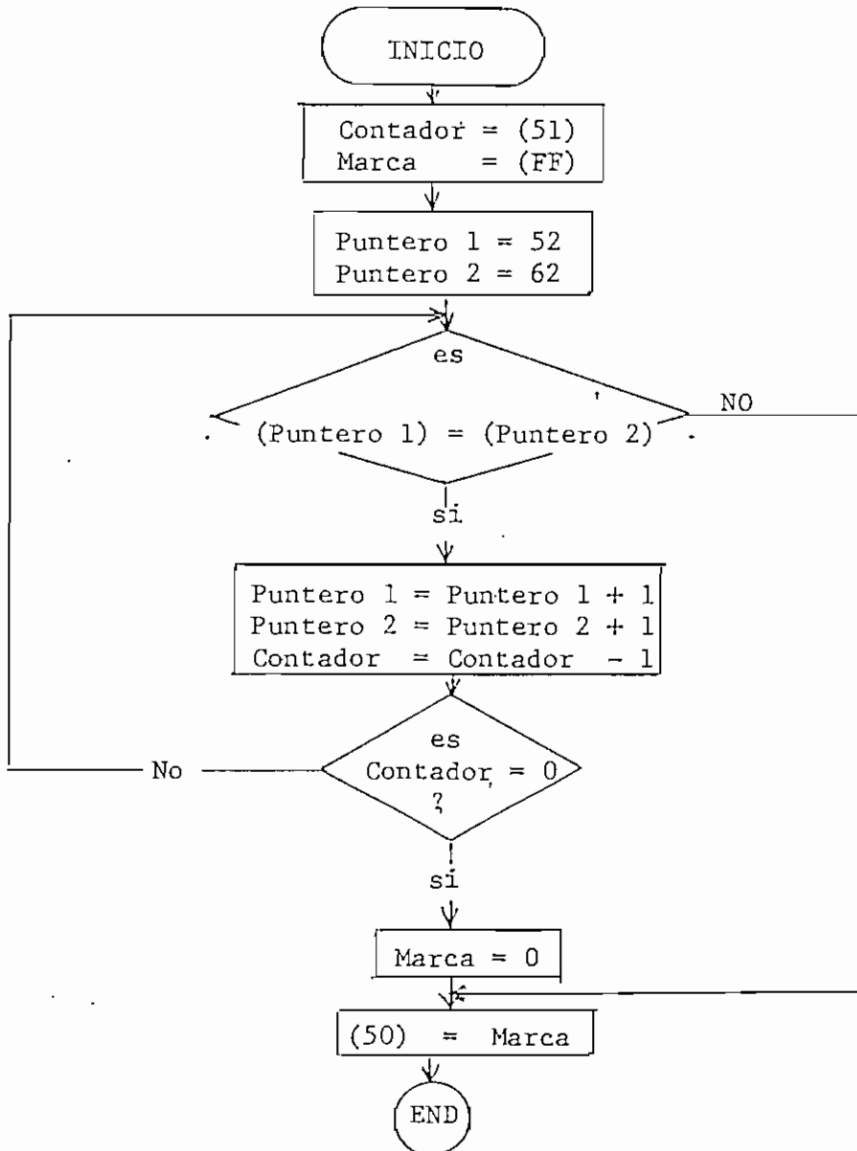 INICIO
Contador = (51)
Marca = (FF)
Puntero 1 = 52
Puntero 2 = 62
es
NO
(Puntero 1) = (Puntero 2)
si
Puntero 1 = Puntero 1 + 1
Puntero 2 = Puntero 2 + 1
Contador = Contador - 1
es
No
Contador = 0
?
si
Marca = 0
(50) = Marca
END